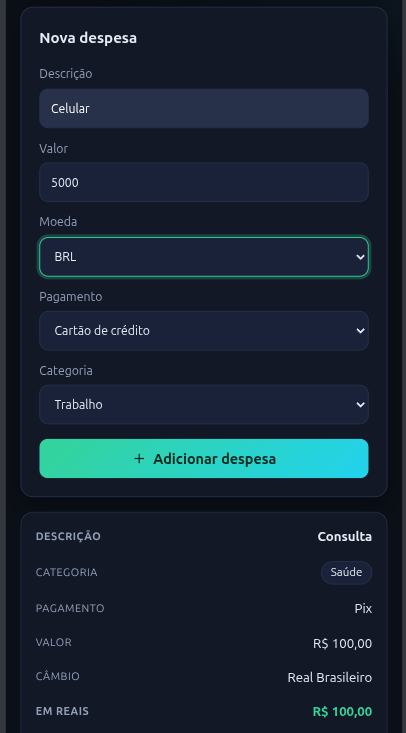 Nova despesa
Descrição
Celular
Valor
5000
Moeda
BRL
Pagamento
Cartão de crédito
Categoria
Trabalho
+ Adicionar despesa
DESCRIÇÃO Consulta
CATEGORIA Saúde
PAGAMENTO Pix
VALOR R$ 100,00
CÂMBIO Real Brasileiro
EM REAIS R$ 100,00